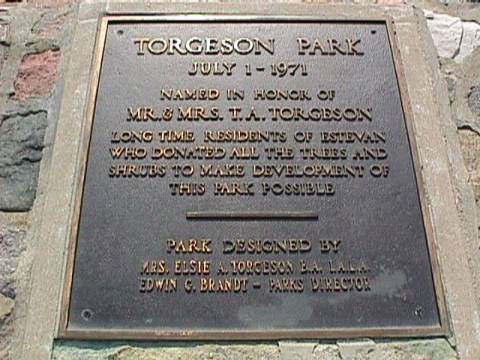 TORGESON PARK
JULY 1 - 1971
NAMED IN HONOR OF
MR. & MRS. T. A. TORGESON
LONG TIME RESIDENTS OF ESTEVAN
WHO DONATED ALL THE TREES AND
SHRUBS TO MAKE DEVELOPMENT OF
THIS PARK POSSIBLE
PARK DESIGNED BY
MRS. ELSIE A. TORGESON B.A. I.A.L.A.
EDWIN G. BRANDT - PARKS DIRECTOR